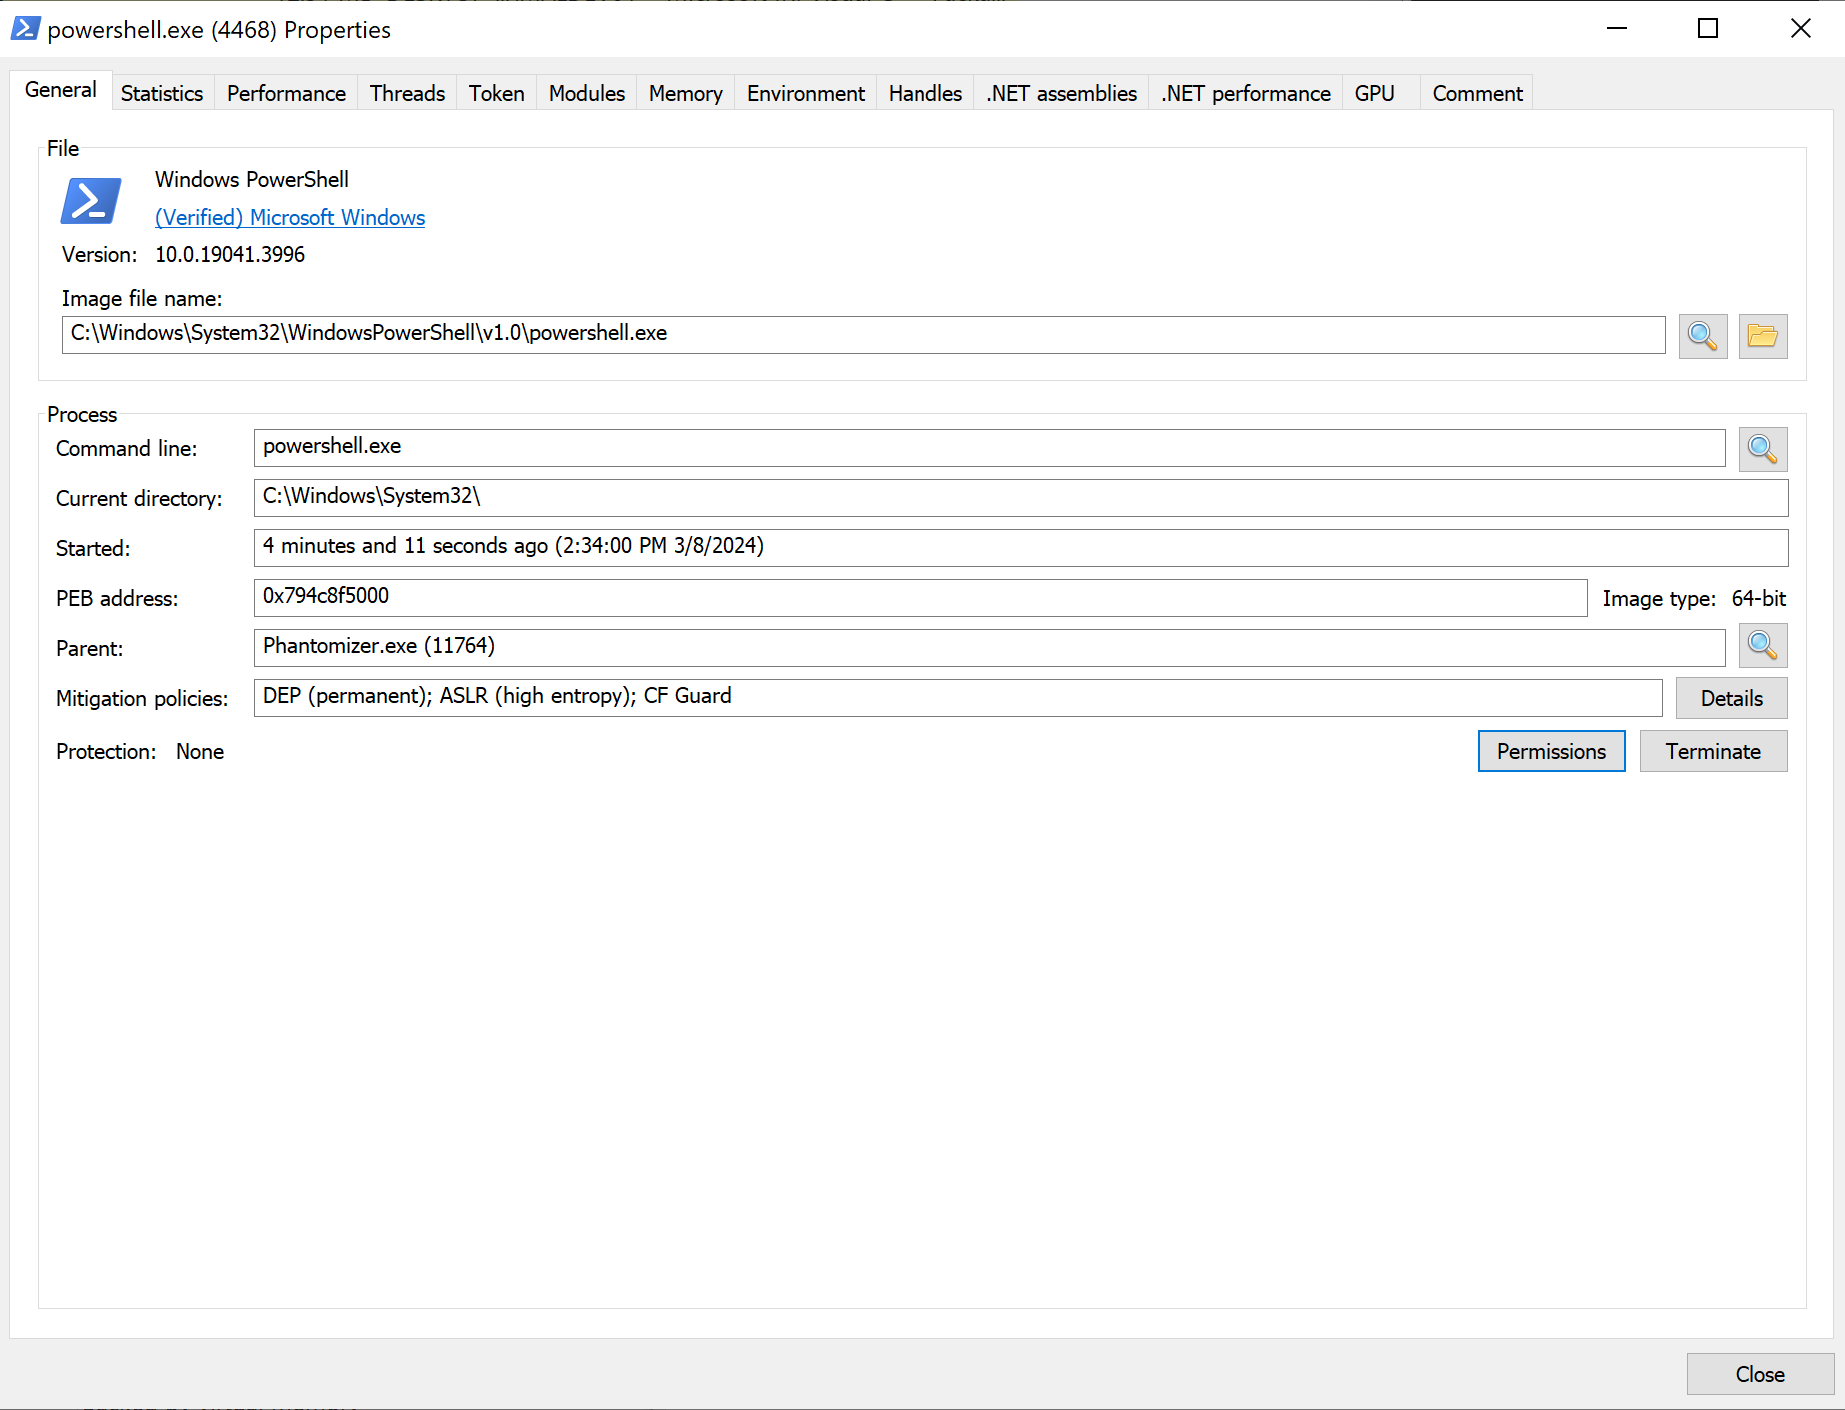 powershell.exe (4468) Properties
General Statistics Performance Threads Token Modules Memory Environment Handles .NET assemblies .NET performance GPU Comment
File
Windows PowerShell
(Verified) Microsoft Windows
Version: 10.0.19041.3996
Image file name:
C:\Windows\System32\WindowsPowerShell\v1.0\powershell.exe
Process
Command line: powershell.exe
Current directory: C:\Windows\System32\
Started: 4 minutes and 11 seconds ago (2:34:00 PM 3/8/2024)
PEB address: 0x794c8f5000 Image type: 64-bit
Parent: Phantomizer.exe (11764)
Mitigation policies: DEP (permanent); ASLR (high entropy); CF Guard Details
Protection: None Permissions Terminate
Close